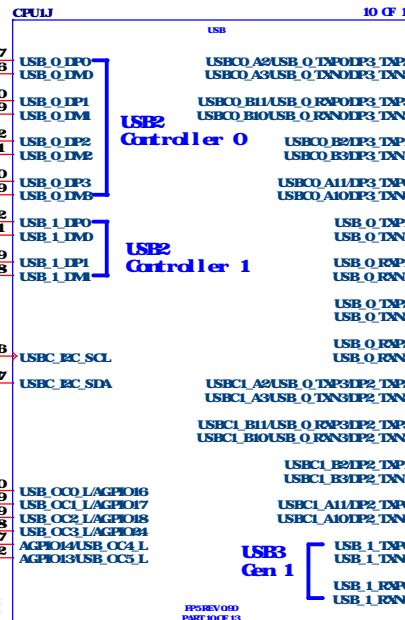 CPU1J
10 OF 1
USB
USB_0_DP0
USB_0_DM0
USB_0_DP1
USB_0_DM1
USB_0_DP2
USB_0_DM2
USB_0_DP3
USB_0_DM3
USB2
Controller 0
USB_1_DP0
USB_1_DM0
USB_1_DP1
USB_1_DM1
USB2
Controller 1
USBC_I2C_SCL
USBC_I2C_SDA
USB_OC0_L/AGPIO16
USB_OC1_L/AGPIO17
USB_OC2_L/AGPIO18
USB_OC3_L/AGPIO24
AGPIO14/USB_OC4_L
AGPIO13/USB_OC5_L
USBC0_A2/USB_0_TXP0/DP3_TXP
USBC0_A3/USB_0_TXN0/DP3_TXN
USBC0_B11/USB_0_RXP0/DP3_TXP
USBC0_B10/USB_0_RXN0/DP3_TXN
USBC0_B2/DP3_TXP
USBC0_B3/DP3_TXN
USBC0_A11/DP3_TXP
USBC0_A10/DP3_TXN
USB_0_TXP
USB_0_TXN
USB_0_RXP
USB_0_RXN
USB_0_TXP
USB_0_TXN
USB_0_RXP
USB_0_RXN
USBC1_A2/USB_0_TXP3/DP2_TXP
USBC1_A3/USB_0_TXN3/DP2_TXN
USBC1_B11/USB_0_RXP3/DP2_TXP
USBC1_B10/USB_0_RXN3/DP2_TXN
USBC1_B2/DP2_TXP
USBC1_B3/DP2_TXN
USBC1_A11/DP2_TXP
USBC1_A10/DP2_TXN
USB3
Gen 1
USB_1_TXP0
USB_1_TXN
USB_1_RXP0
USB_1_RXN
FP5 REV 0.90
PART 10 OF 13